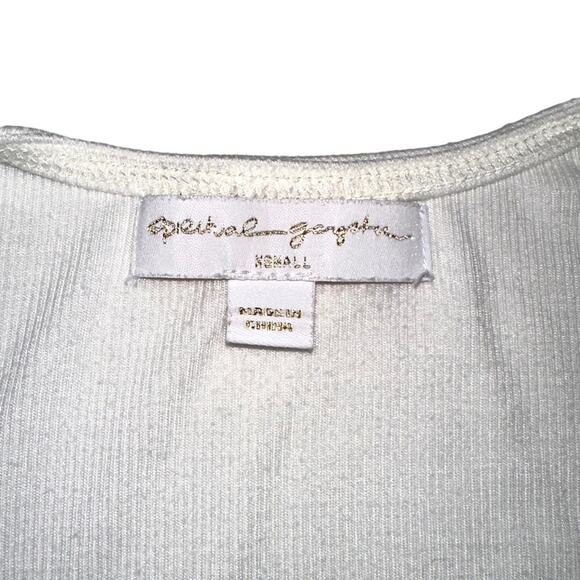 spiritual gangster
XSMALL
MADE IN
CHINA